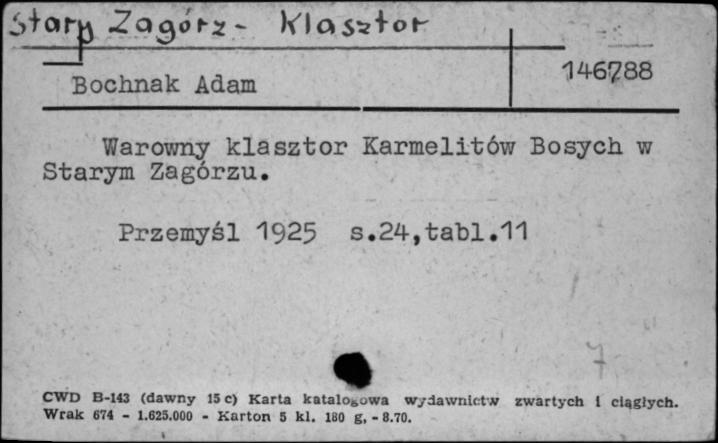 Stary Zagórz - Klasztor
146788
Bochnak Adam
Warowny klasztor Karmelitów Bosych w
Starym Zagórzu.
Przemyśl 1925 s.24,tabl.11
7
CWD B-143 (dawny 15 c) Karta katalogowa wydawnictw zwartych i ciągłych.
Wrak 674 - 1.625.000 - Karton 5 kl. 180 g, - 8.70.